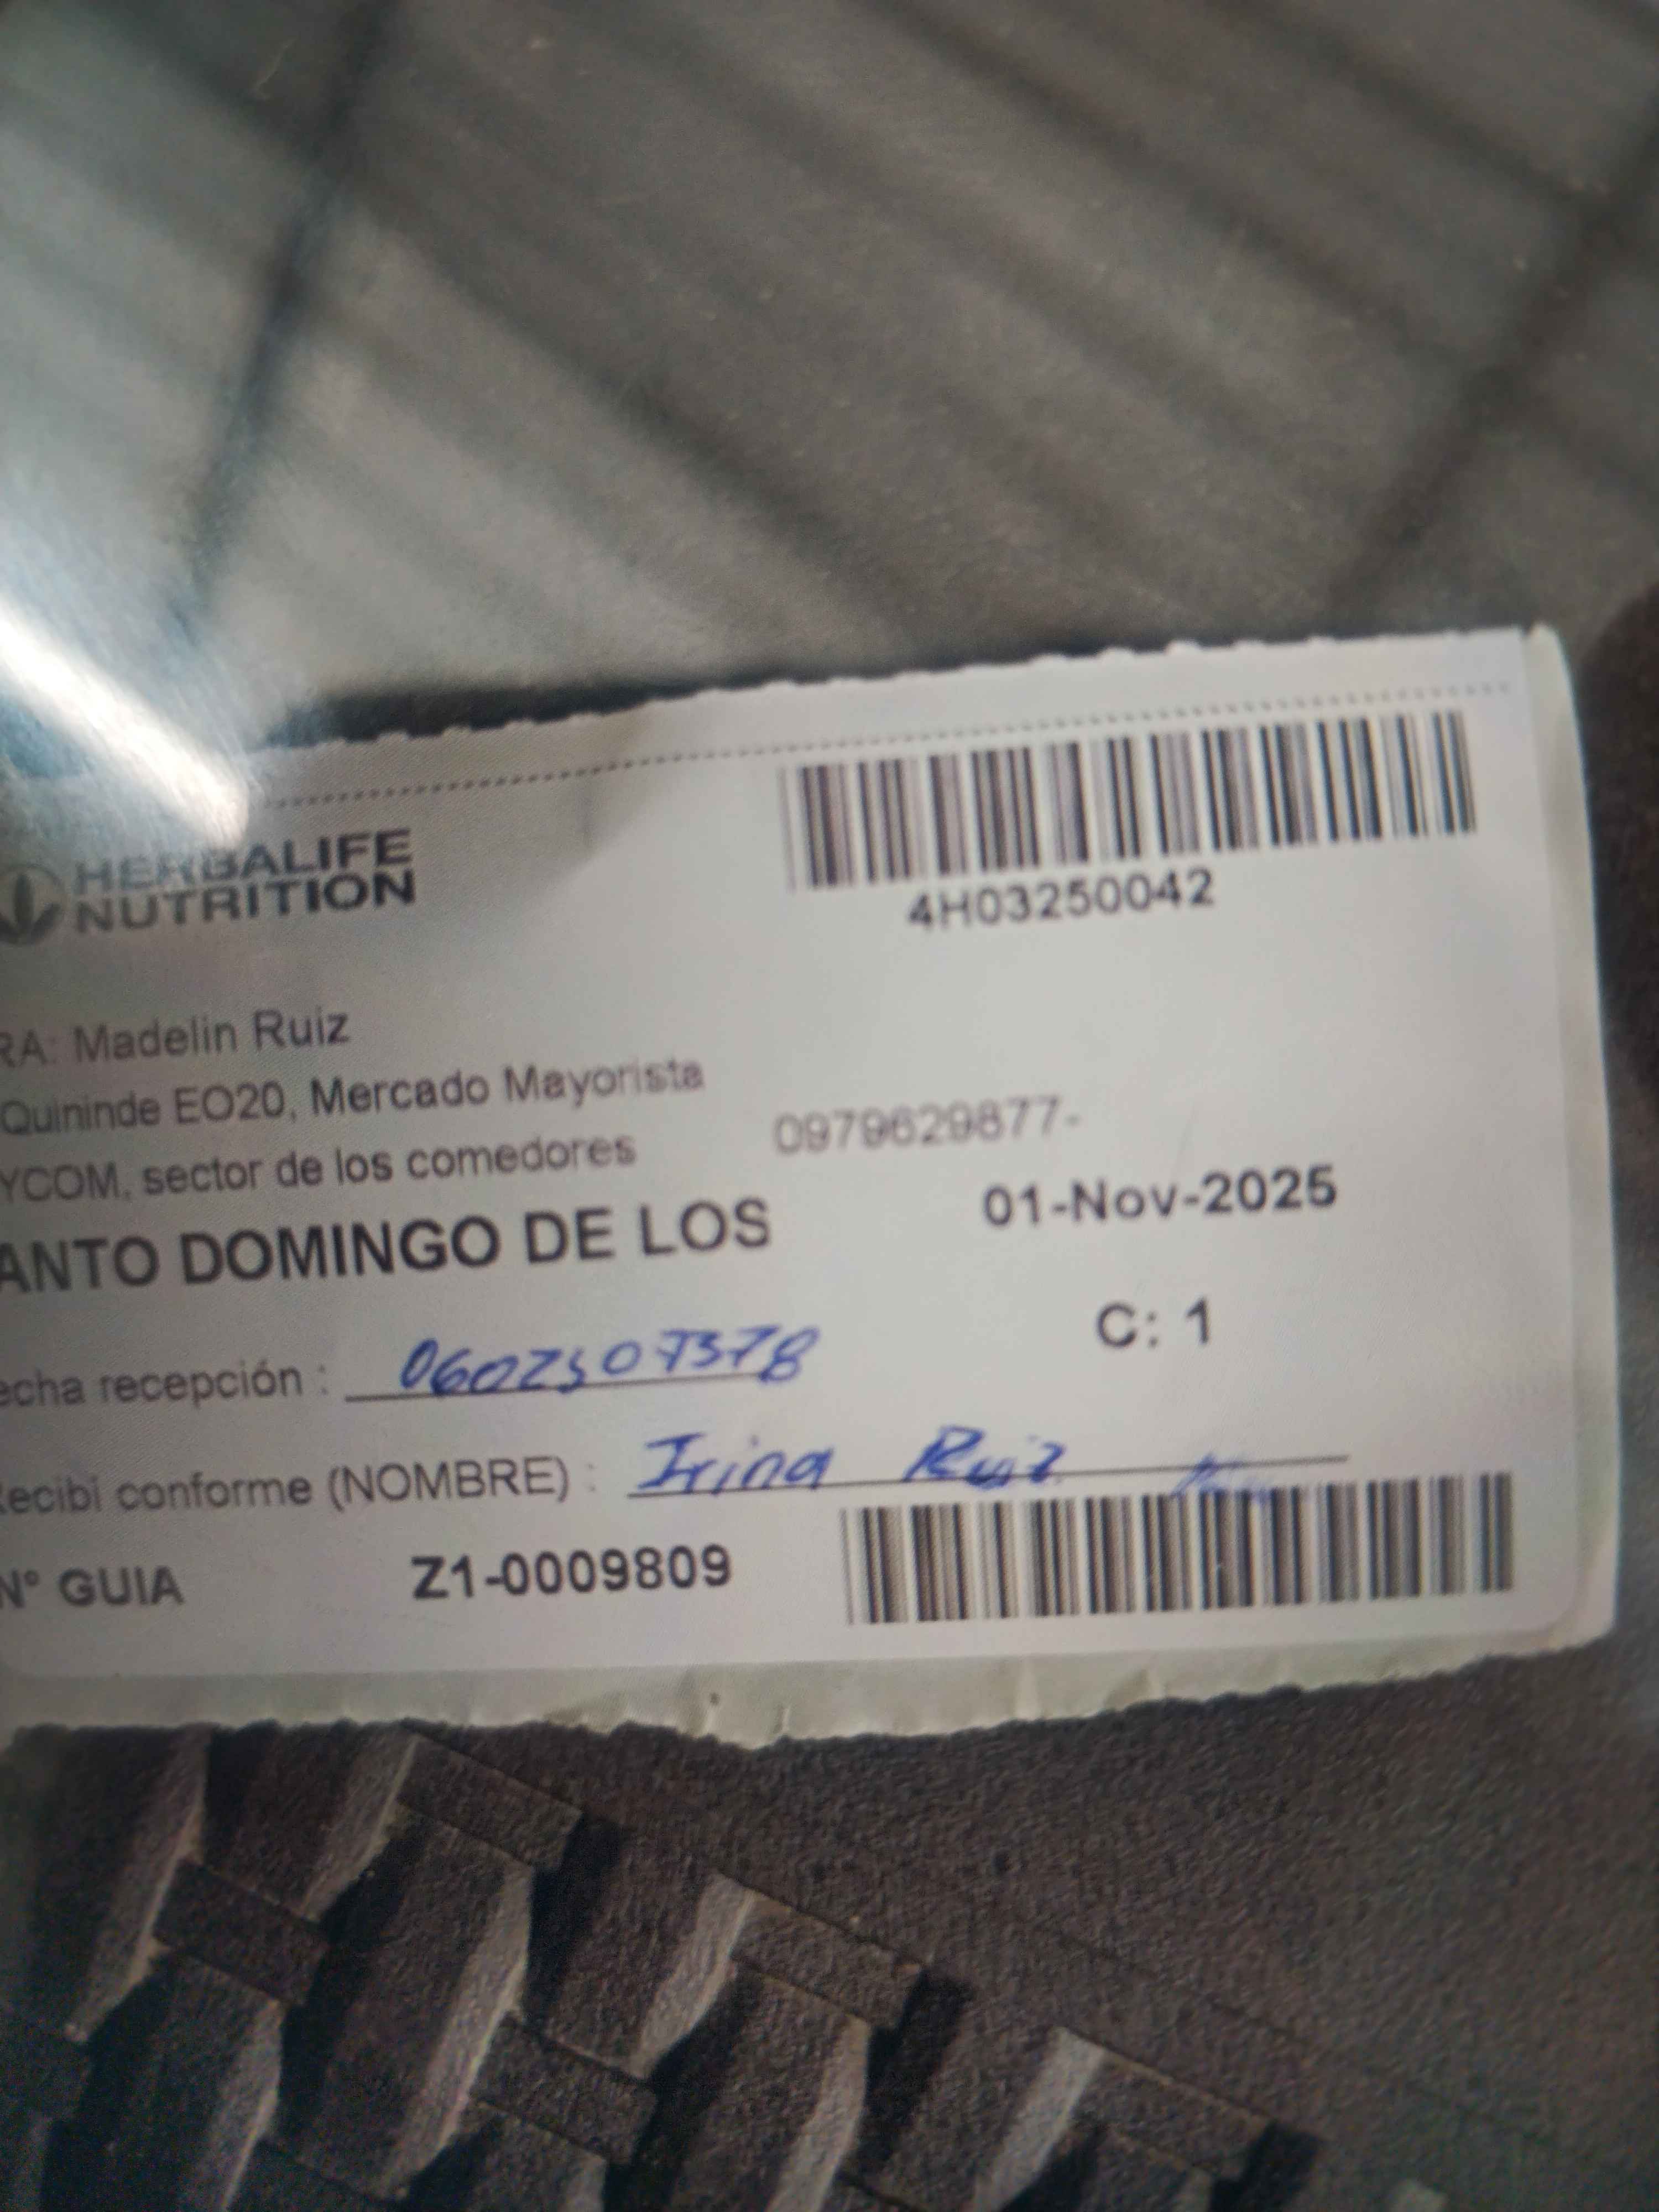 HERBALIFE
NUTRITION
4H03250042
RA: Madelin Ruiz
Quininde EO20, Mercado Mayorista
YCOM, sector de los comedores
0979629877-
ANTO DOMINGO DE LOS
01-Nov-2025
C: 1
echa recepción : 0602507378
Recibi conforme (NOMBRE) : Irina Ruiz
N° GUIA Z1-0009809